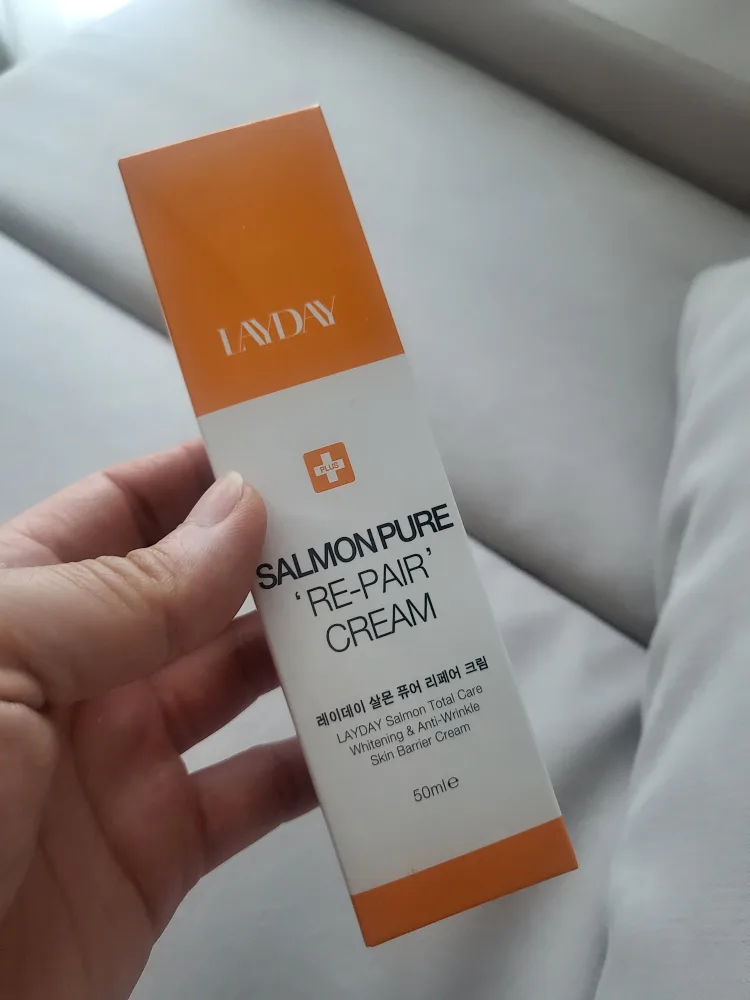 LAYDAY
PLUS
SALMON PURE
‘RE-PAIR’
CREAM
레이데이 살몬 퓨어 리페어 크림
LAYDAY Salmon Total Care
Whitening & Anti-Wrinkle
Skin Barrier Cream
50ml℮